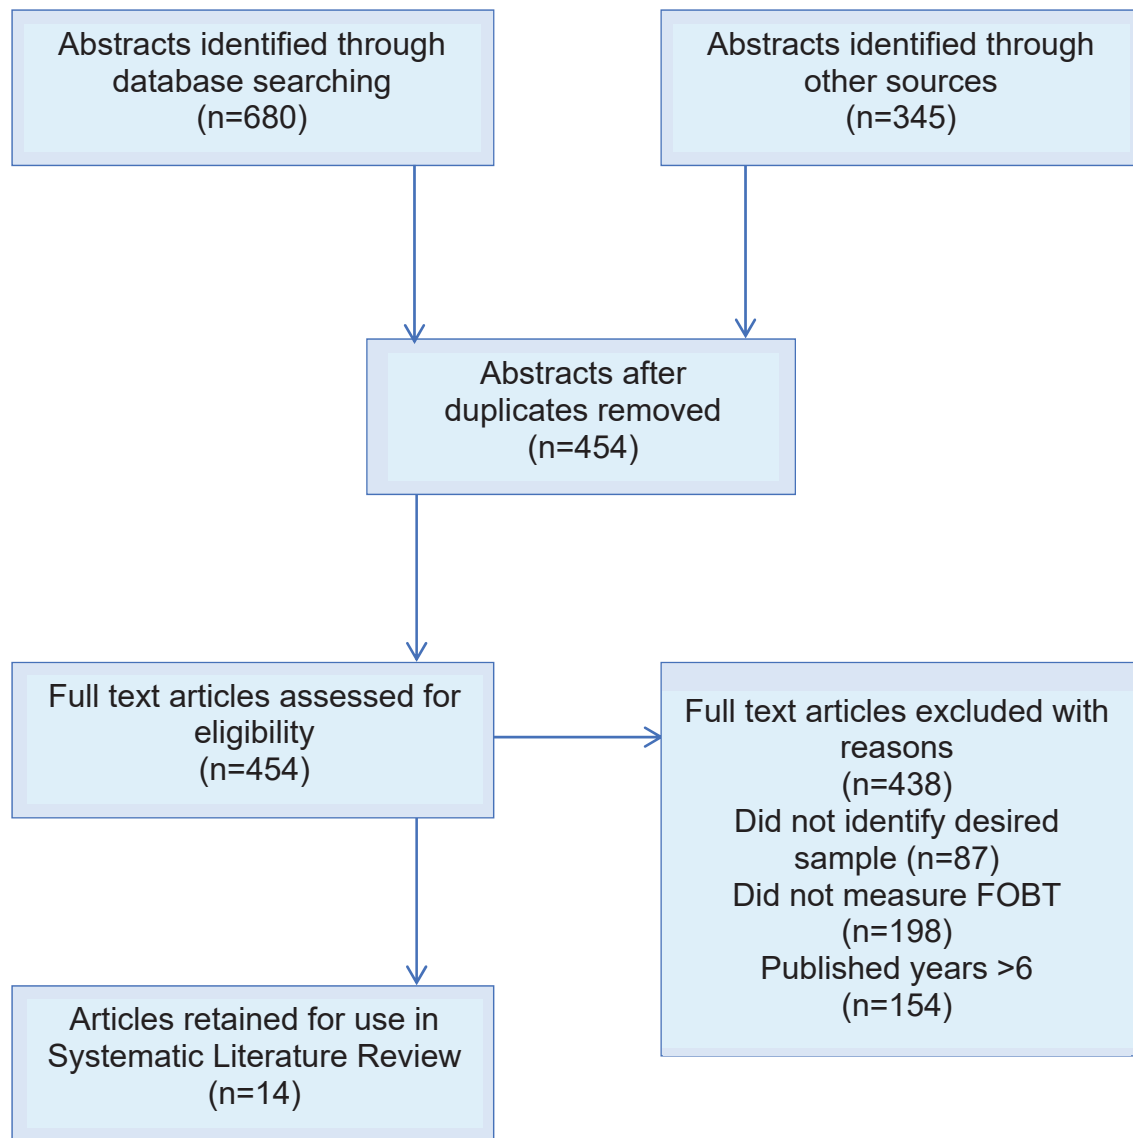 Abstracts identified through
database searching
(n=680)
Abstracts identified through
other sources
(n=345)
Abstracts after
duplicates removed
(n=454)
Full text articles assessed for
eligibility
(n=454)
Full text articles excluded with
reasons
(n=438)
Did not identify desired
sample (n=87)
Did not measure FOBT
(n=198)
Published years >6
(n=154)
Articles retained for use in
Systematic Literature Review
(n=14)